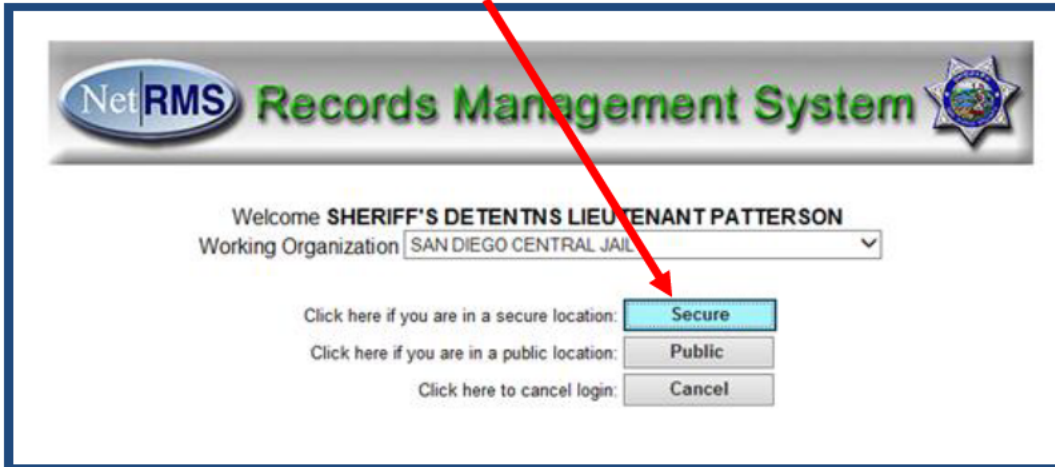 Net RMS Records Management System
Welcome SHERIFF'S DETENTNS LIEUTENANT PATTERSON
Working Organization SAN DIEGO CENTRAL JAIL
Click here if you are in a secure location: Secure
Click here if you are in a public location: Public
Click here to cancel login: Cancel